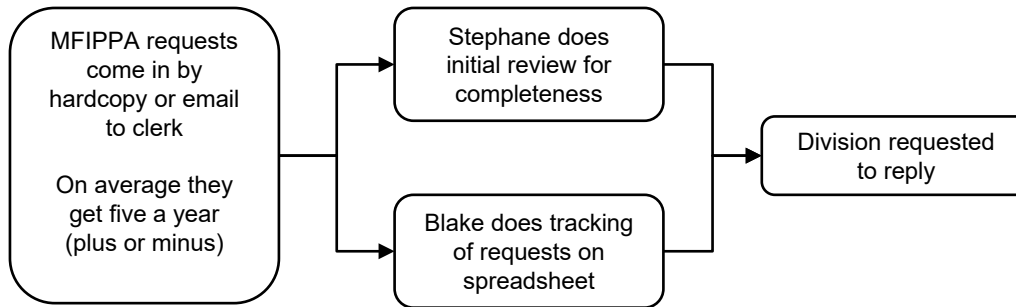 MFIPPA requests
come in by
hardcopy or email
to clerk
On average they
get five a year
(plus or minus)
Stephane does
initial review for
completeness
Blake does tracking
of requests on
spreadsheet
Division requested
to reply